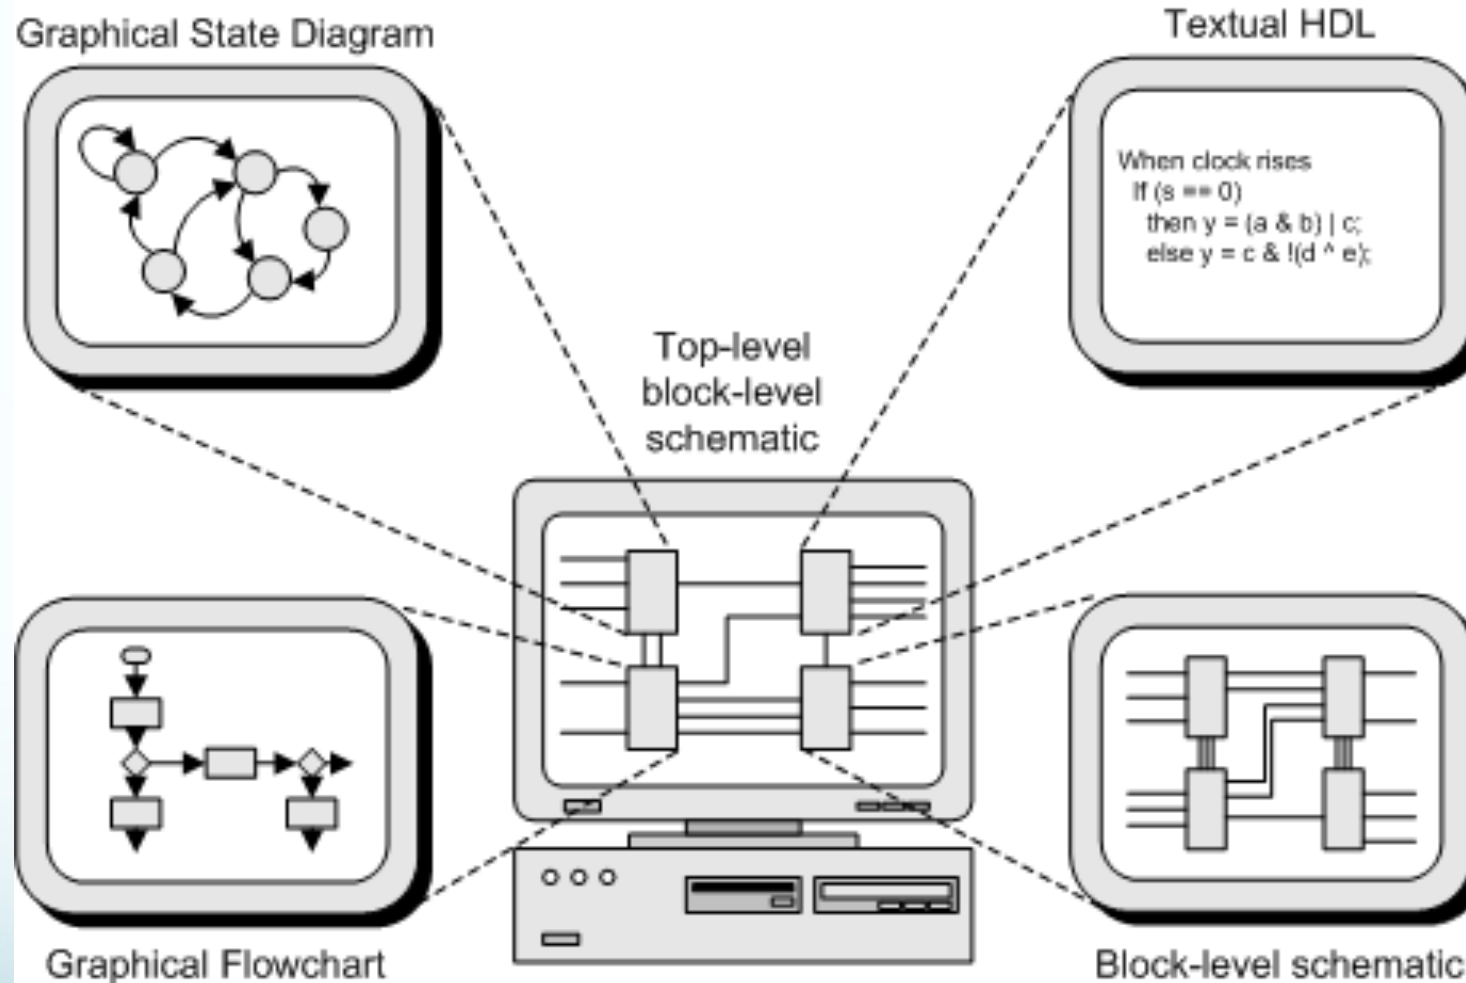 Graphical State Diagram
Textual HDL
When clock rises
If (s == 0)
then y = (a & b) | c;
else y = c & !(d ^ e);
Top-level
block-level
schematic
Graphical Flowchart
Block-level schematic